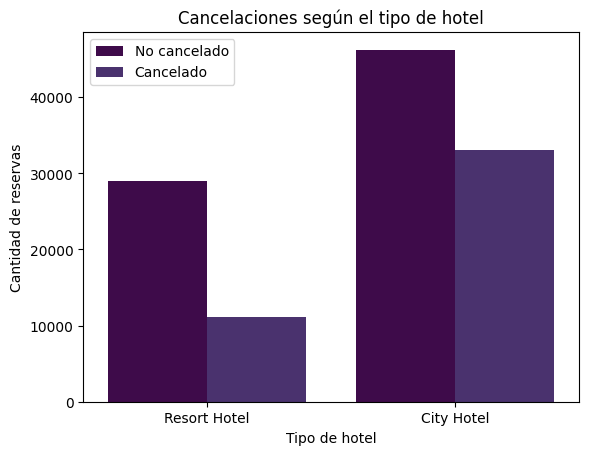 Cancelaciones según el tipo de hotel
No cancelado
Cancelado
Cantidad de reservas
40000
30000
20000
10000
0
Resort Hotel
City Hotel
Tipo de hotel